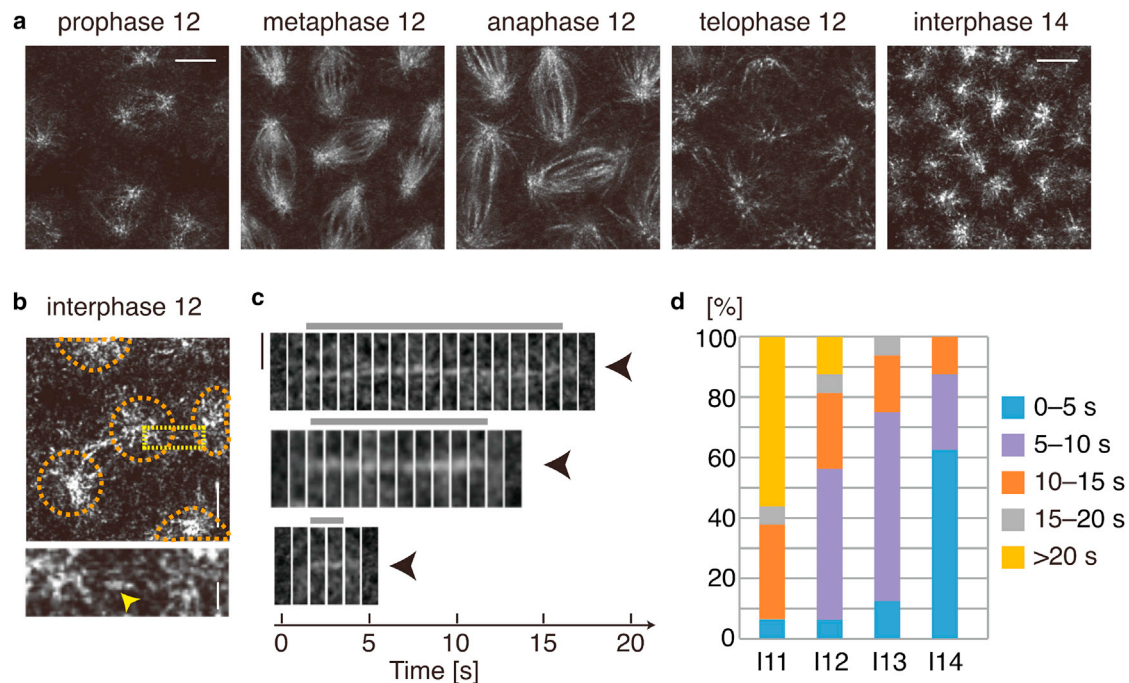 a
prophase 12
metaphase 12
anaphase 12
telophase 12
interphase 14
b
interphase 12
c
0
5
10
15
20
Time [s]
d
[%]
100
80
60
40
20
0
I11
I12
I13
I14
0–5 s
5–10 s
10–15 s
15–20 s
>20 s